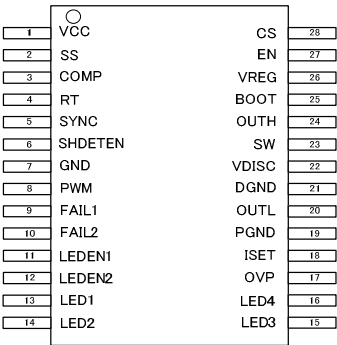 1 VCC CS 28
2 SS EN 27
3 COMP VREG 26
4 RT BOOT 25
5 SYNC OUTH 24
6 SHDETEN SW 23
7 GND VDISC 22
8 PWM DGND 21
9 FAIL1 OUTL 20
10 FAIL2 PGND 19
11 LEDEN1 ISET 18
12 LEDEN2 OVP 17
13 LED1 LED4 16
14 LED2 LED3 15